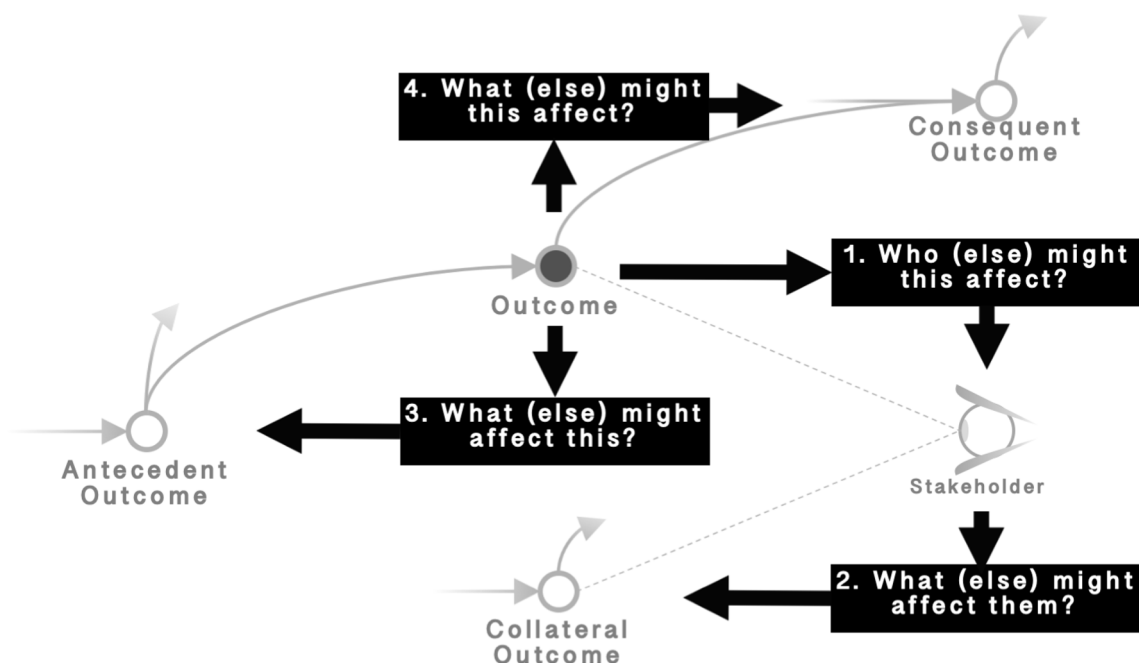 4. What (else) might
this affect?
Consequent
Outcome
1. Who (else) might
this affect?
Outcome
3. What (else) might
affect this?
Antecedent
Outcome
Stakeholder
2. What (else) might
affect them?
Collateral
Outcome